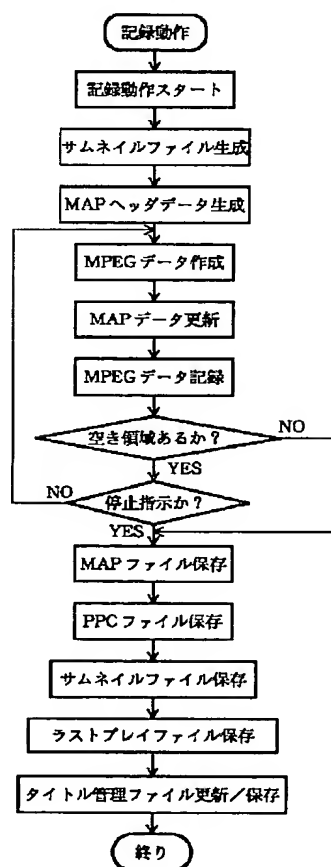 記録動作
記録動作スタート
サムネイルファイル生成
MAPヘッダデータ生成
MPEGデータ作成
MAPデータ更新
MPEGデータ記録
空き領域あるか？
NO
YES
NO
停止指示か？
YES
MAPファイル保存
PPCファイル保存
サムネイルファイル保存
ラストプレイファイル保存
タイトル管理ファイル更新／保存
終り